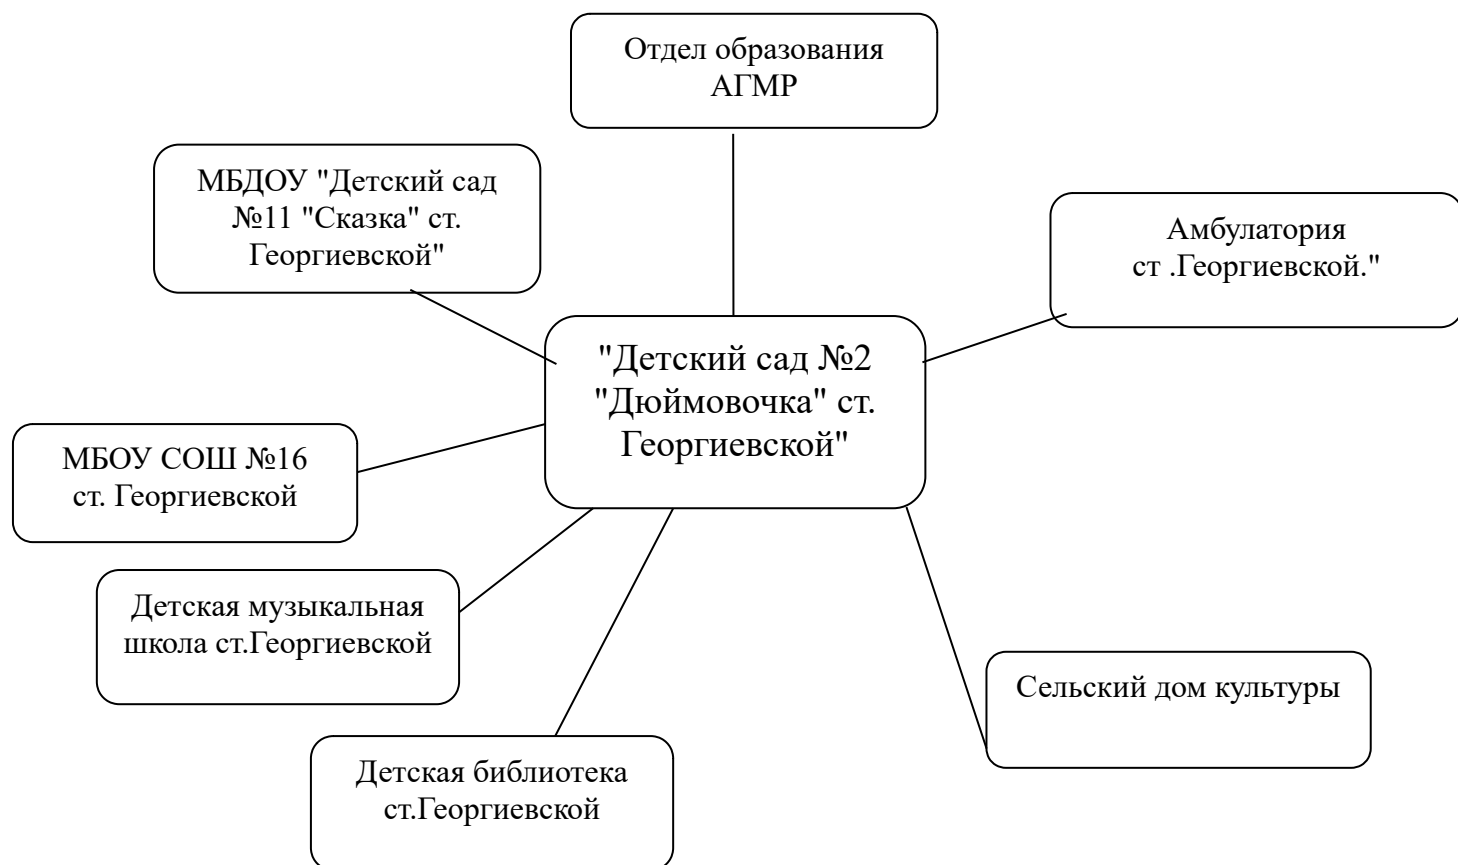 Отдел образования
АГМР
МБДОУ "Детский сад
№11 "Сказка" ст.
Георгиевской"
Амбулатория
ст .Георгиевской."
"Детский сад №2
"Дюймовочка" ст.
Георгиевской"
МБОУ СОШ №16
ст. Георгиевской
Детская музыкальная
школа ст.Георгиевской
Сельский дом культуры
Детская библиотека
ст.Георгиевской